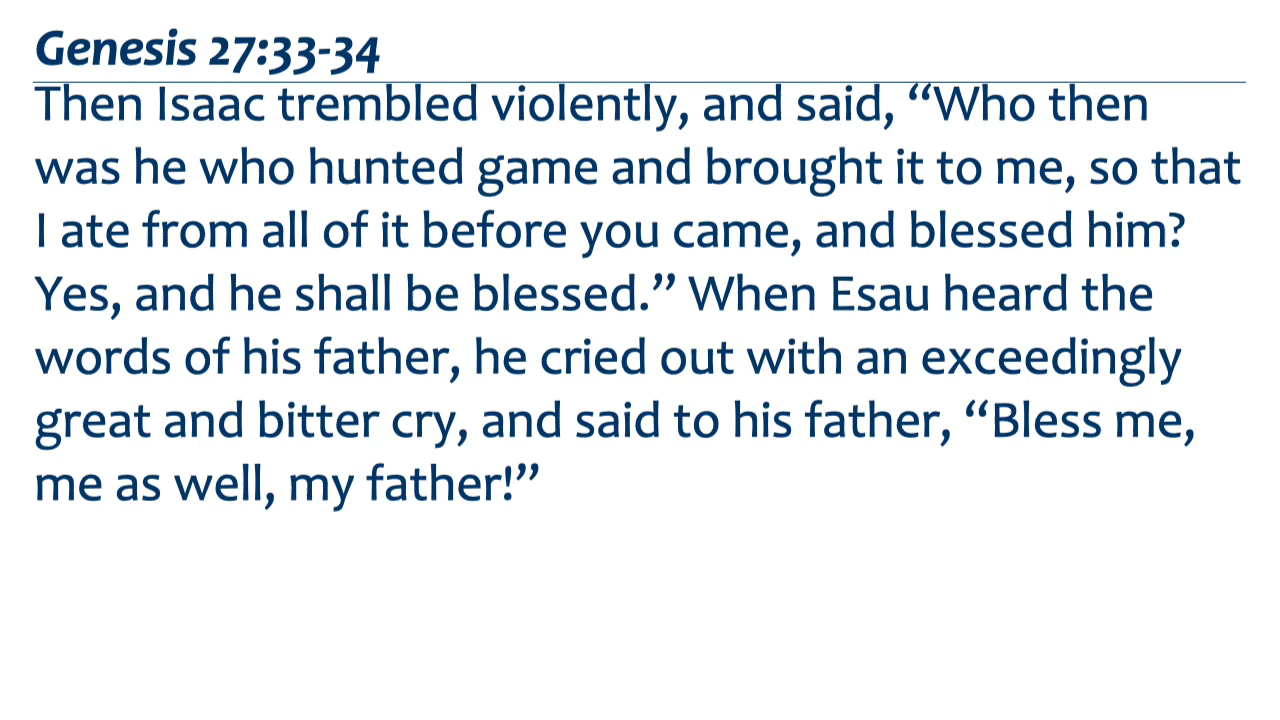 Genesis 27:33-34
Then Isaac trembled violently, and said, “Who then
was he who hunted game and brought it to me, so that
I ate from all of it before you came, and blessed him?
Yes, and he shall be blessed.” When Esau heard the
words of his father, he cried out with an exceedingly
great and bitter cry, and said to his father, “Bless me,
me as well, my father!”